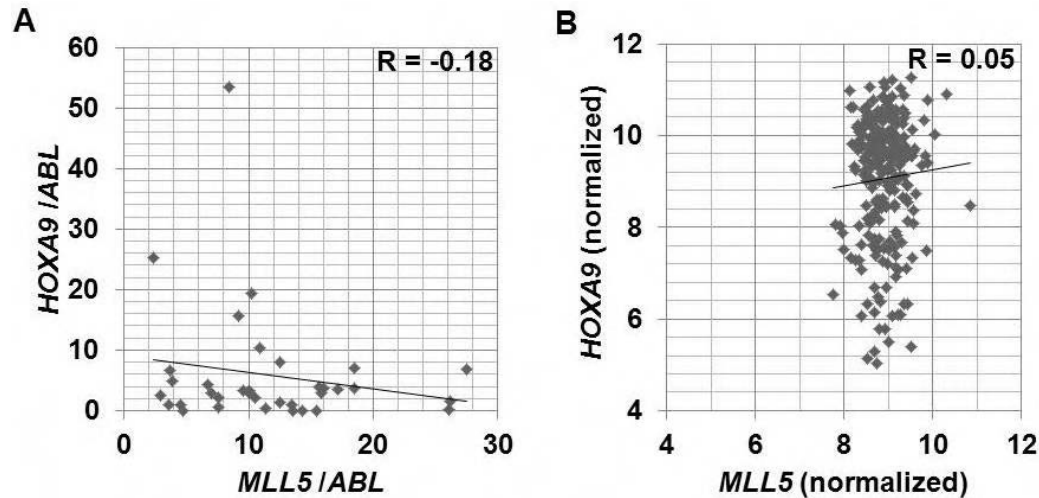 A
HOXA9 /ABL
60
50
40
30
20
10
0
R = -0.18
0 10 20 30
MLL5 /ABL
B
HOXA9 (normalized)
12
10
8
6
4
R = 0.05
4 6 8 10 12
MLL5 (normalized)